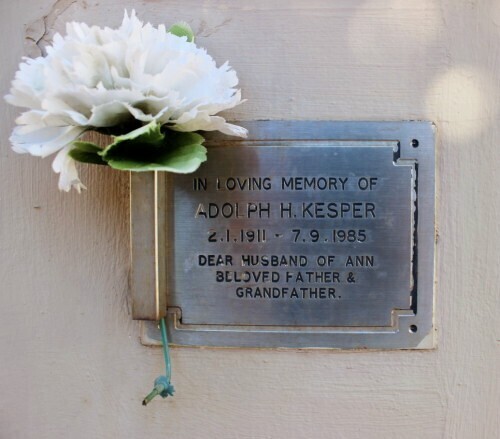 IN LOVING MEMORY OF
ADOLPH H. KESPER
2.1.1911 - 7.9.1985
DEAR HUSBAND OF ANN
BELOVED FATHER &
GRANDFATHER.